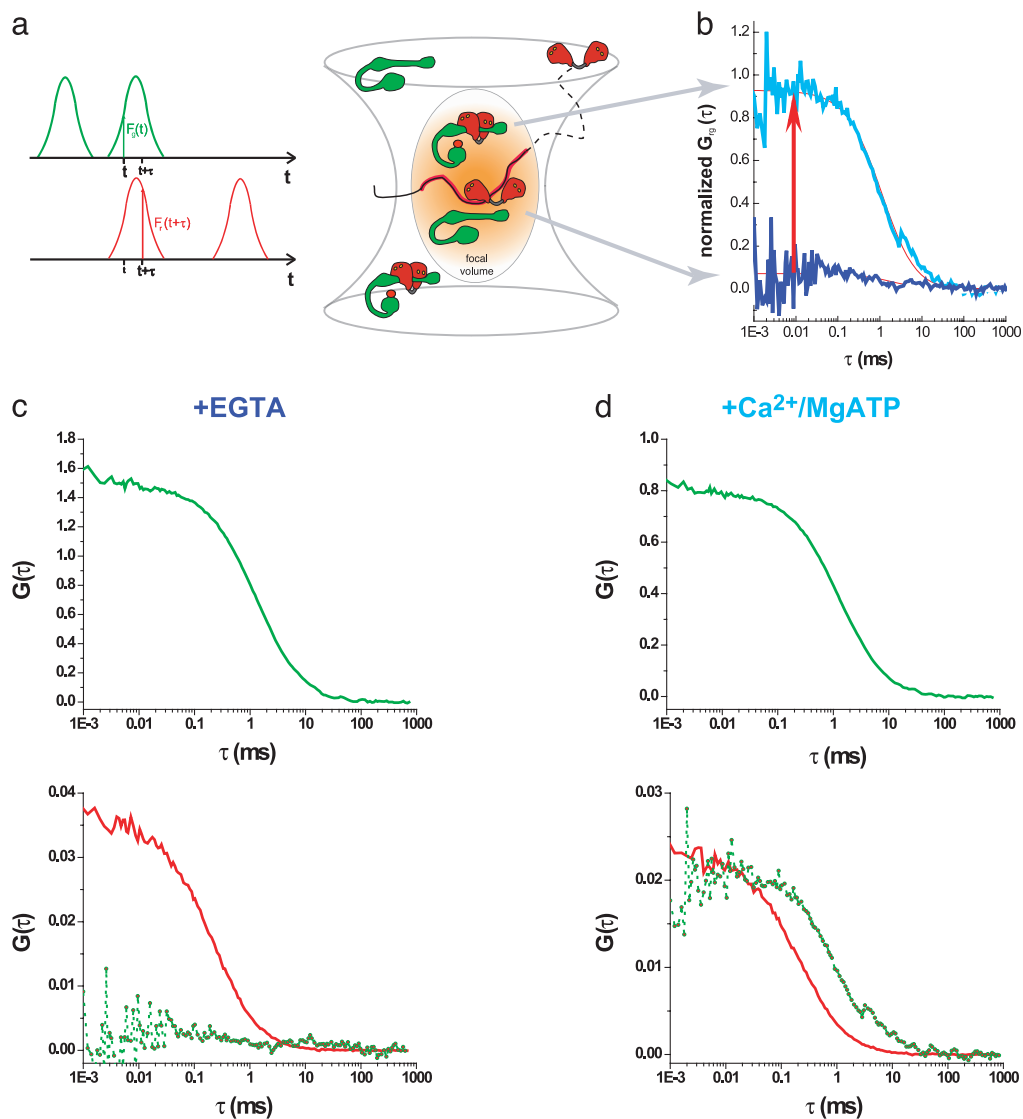 a
F_g(t)
t
t+τ
t
F_r(t+τ)
t
t+τ
t
focal
volume
b
normalized G_rg (τ)
1.2
1.0
0.8
0.6
0.4
0.2
0.0
1E-3 0.01 0.1 1 10 100 1000
τ (ms)
c
+EGTA
G(τ)
1.8
1.6
1.4
1.2
1.0
0.8
0.6
0.4
0.2
0.0
1E-3 0.01 0.1 1 10 100 1000
τ (ms)
G(τ)
0.04
0.03
0.02
0.01
0.00
1E-3 0.01 0.1 1 10 100 1000
τ (ms)
d
+Ca²⁺/MgATP
G(τ)
1.0
0.8
0.6
0.4
0.2
0.0
1E-3 0.01 0.1 1 10 100 1000
τ (ms)
G(τ)
0.03
0.02
0.01
0.00
1E-3 0.01 0.1 1 10 100 1000
τ (ms)